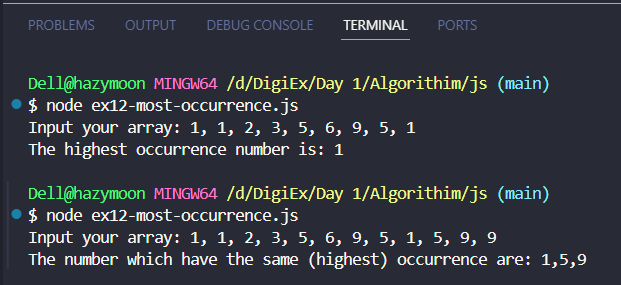 PROBLEMS OUTPUT DEBUG CONSOLE TERMINAL PORTS
Dell@hazymoon MINGW64 /d/DigiEx/Day 1/Algorithim/js (main)
$ node ex12-most-occurrence.js
Input your array: 1, 1, 2, 3, 5, 6, 9, 5, 1
The highest occurrence number is: 1
Dell@hazymoon MINGW64 /d/DigiEx/Day 1/Algorithim/js (main)
$ node ex12-most-occurrence.js
Input your array: 1, 1, 2, 3, 5, 6, 9, 5, 1, 5, 9, 9
The number which have the same (highest) occurrence are: 1,5,9